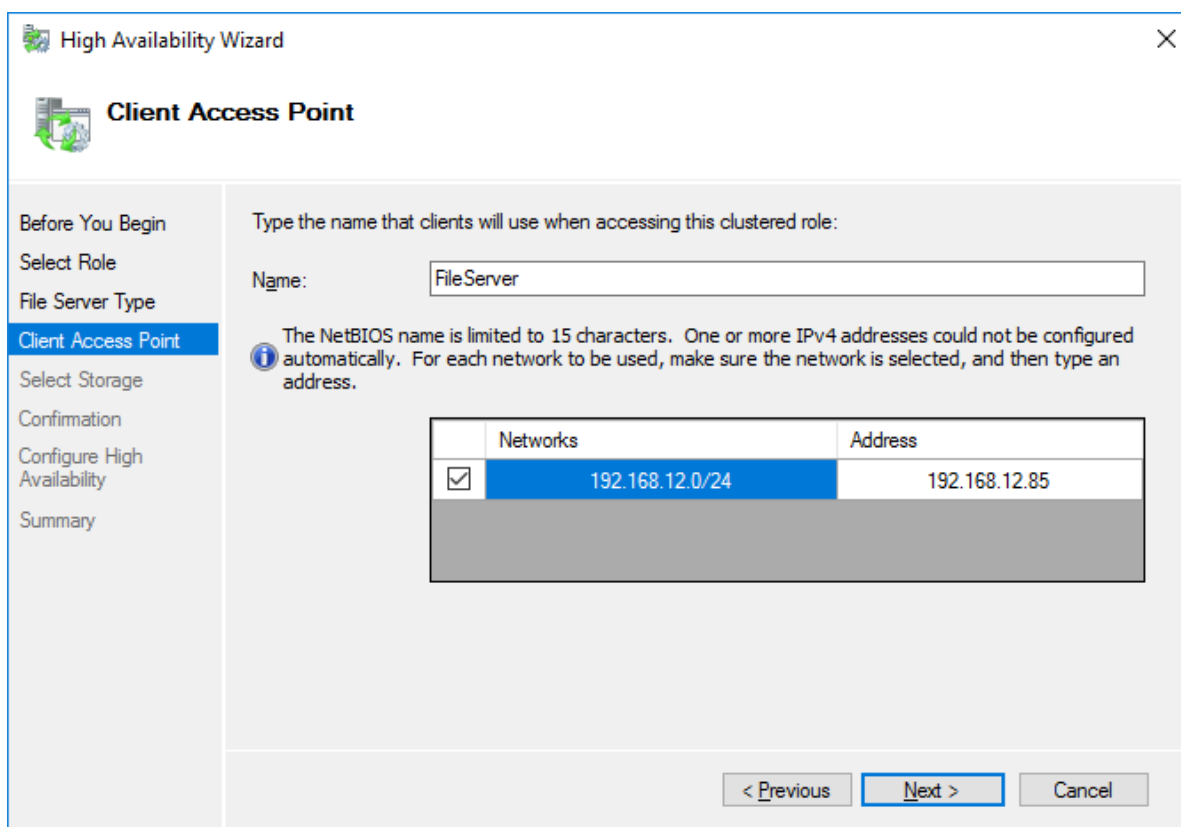 High Availability Wizard
Client Access Point
Before You Begin
Select Role
File Server Type
Client Access Point
Select Storage
Confirmation
Configure High
Availability
Summary
Type the name that clients will use when accessing this clustered role:
Name:
FileServer
The NetBIOS name is limited to 15 characters. One or more IPv4 addresses could not be configured
automatically. For each network to be used, make sure the network is selected, and then type an
address.
Networks Address
192.168.12.0/24 192.168.12.85
< Previous Next > Cancel